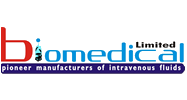 Limited
biomedical
pioneer manufacturers of intravenous fluids